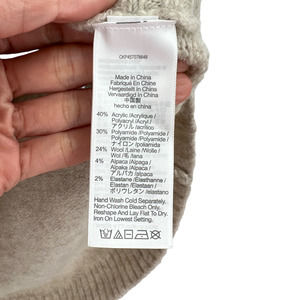 Made In China
Fabriqué En Chine
Hergestellt In China
Vervaardigd In China
中国製
hecho an china
40% Acrylic /Acrylique /
Polyacryl /Acryl /
アクリル /acrílico
30% Polyamide /Polyamide /
Polyamid /Polyamide /
ナイロン /poliamida
24% Wool /Laine /Wolle /
Wol /毛 /lana
4% Alpaca /Alpaga /
Alpaka /Alpaca /
アルパカ /alpaca
2% Elastane /Elasthanne /
Elastan /Elastaan /
ポリウレタン /elastano
Hand Wash Cold Separately.
Non-Chlorine Bleach Only.
Reshape And Lay Flat To Dry.
Iron On Lowest Setting.